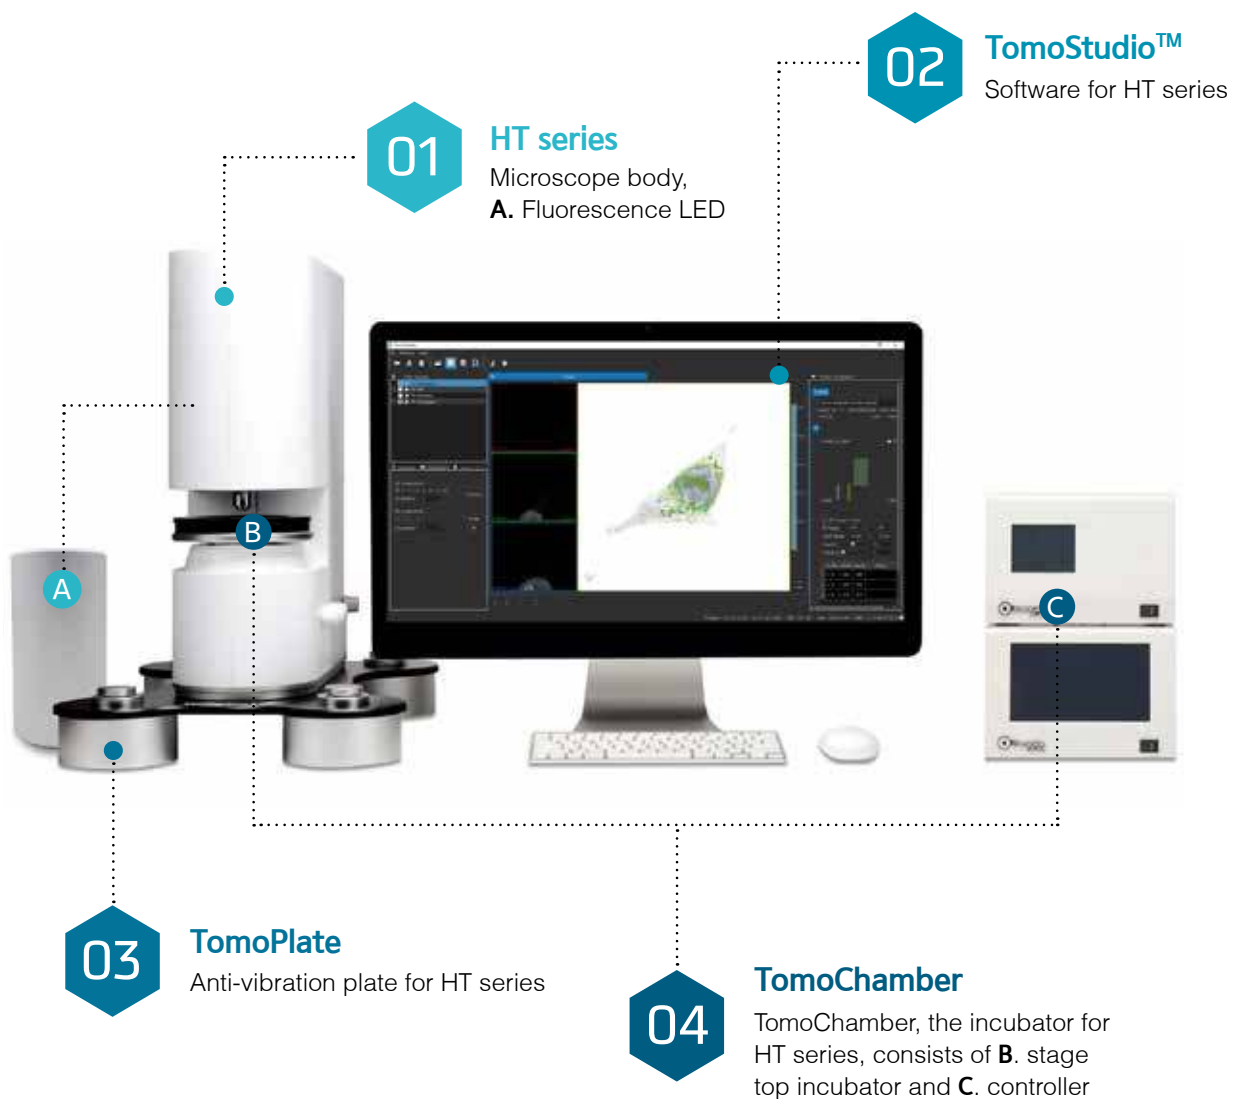 02
TomoStudio™
Software for HT series
01
HT series
Microscope body,
A. Fluorescence LED
B
A
C
03
TomoPlate
Anti-vibration plate for HT series
04
TomoChamber
TomoChamber, the incubator for
HT series, consists of B. stage
top incubator and C. controller